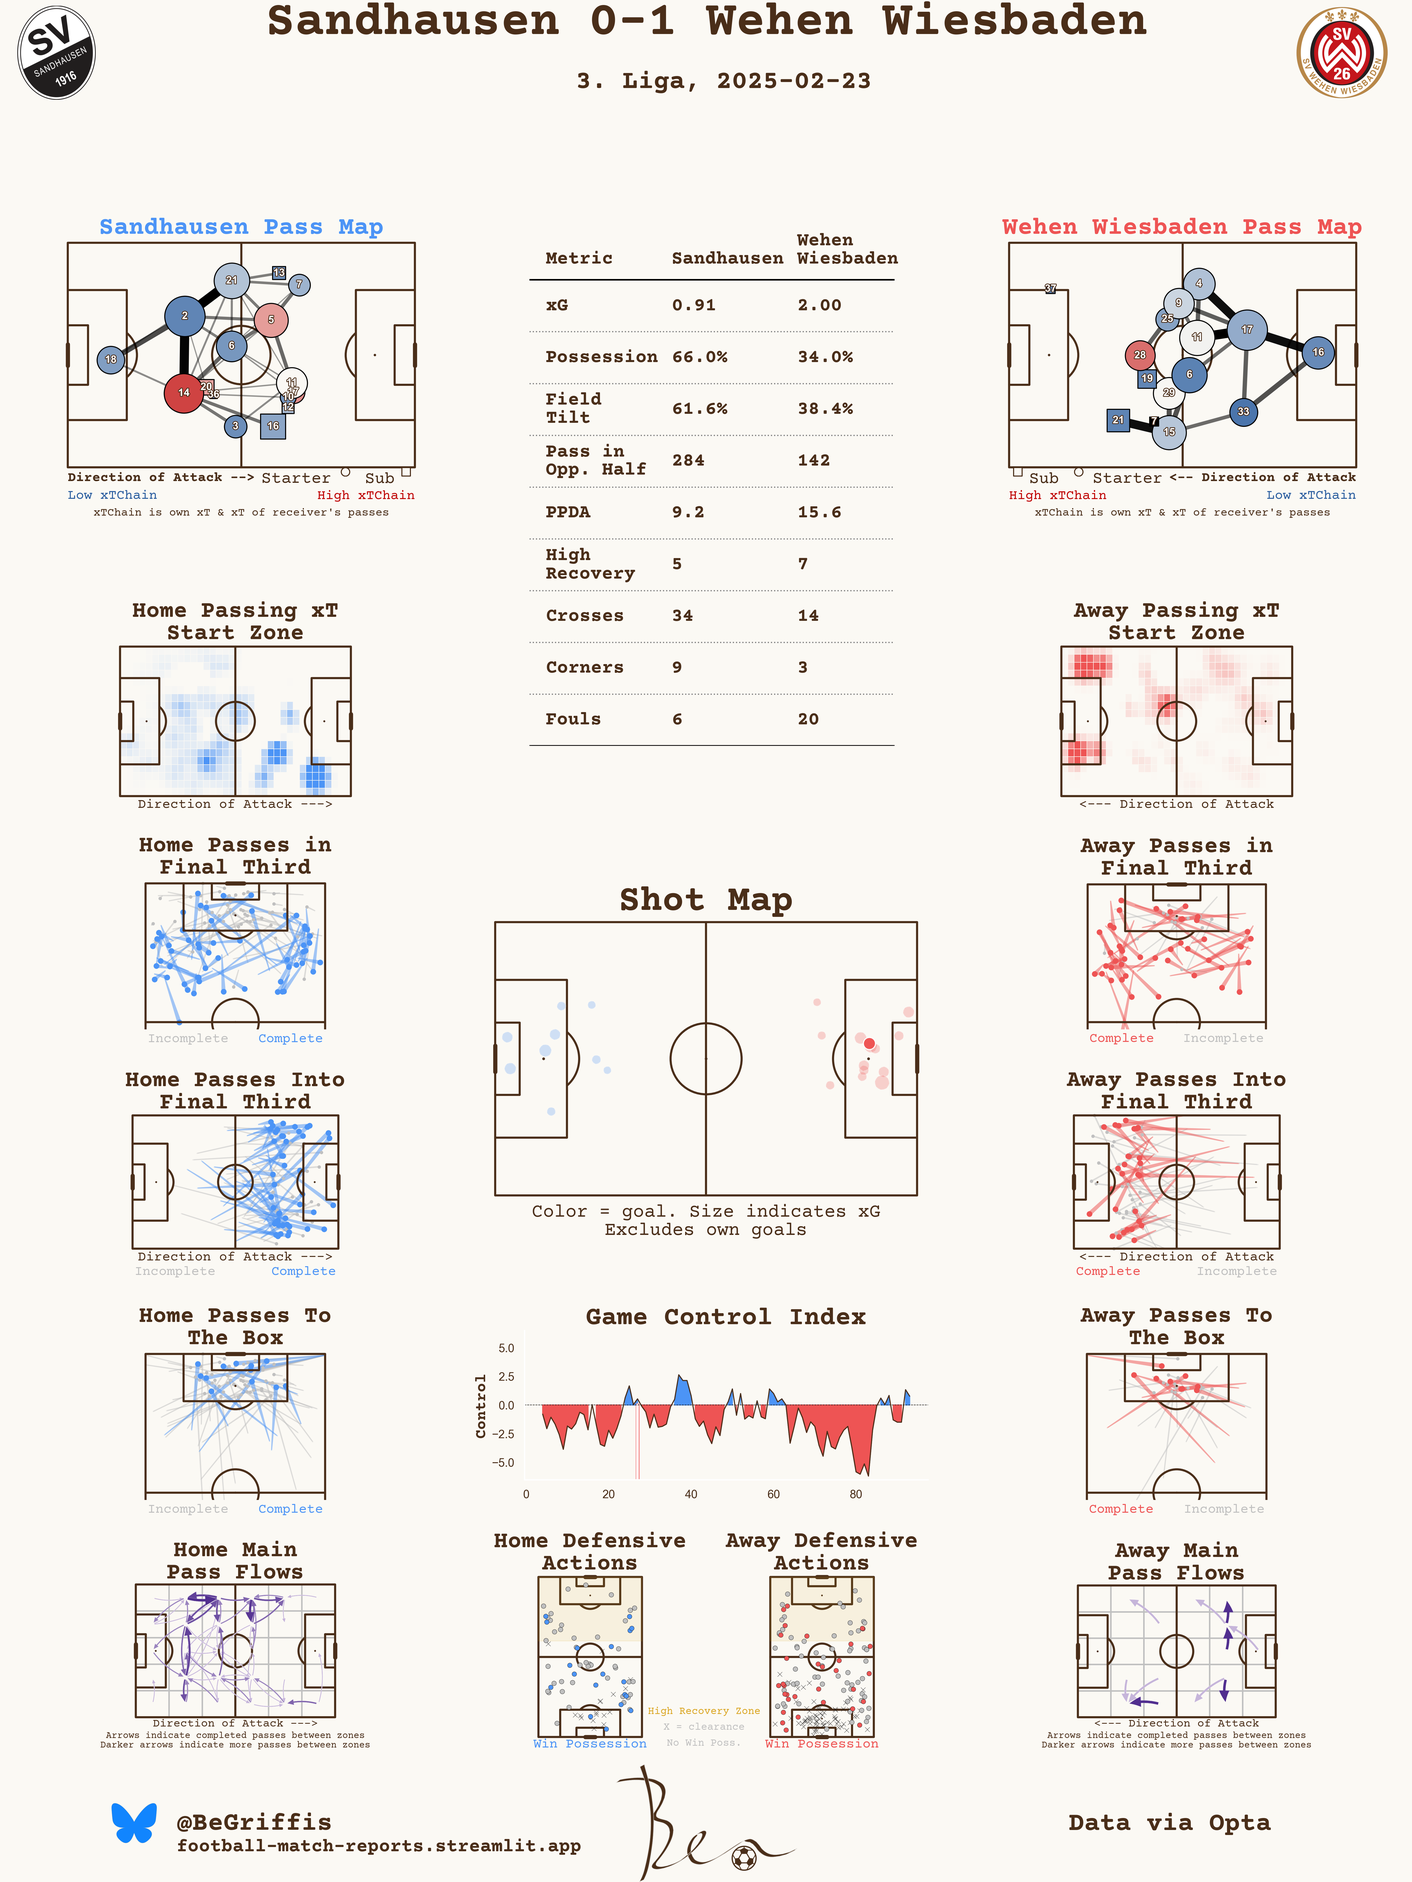 Sandhausen 0-1 Wehen Wiesbaden
3. Liga, 2025-02-23
SV
SANDHAUSEN
1916
SV
26
SV WEHEN WIESBADEN
Sandhausen Pass Map
21
13
7
2
5
6
18
14
20
36
11
17
10
12
3
16
Direction of Attack --> Starter Sub
Low xTChain High xTChain
xTChain is own xT & xT of receiver's passes
Metric Sandhausen Wehen Wiesbaden
xG 0.91 2.00
Possession 66.0% 34.0%
Field Tilt 61.6% 38.4%
Pass in Opp. Half 284 142
PPDA 9.2 15.6
High Recovery 5 7
Crosses 34 14
Corners 9 3
Fouls 6 20
Wehen Wiesbaden Pass Map
37
4
9
25
11
17
28
16
19
6
29
21
7
15
33
Sub Starter <-- Direction of Attack
High xTChain Low xTChain
xTChain is own xT & xT of receiver's passes
Home Passing xT
Start Zone
Direction of Attack --->
Away Passing xT
Start Zone
<--- Direction of Attack
Home Passes in
Final Third
Incomplete Complete
Away Passes in
Final Third
Complete Incomplete
Shot Map
Color = goal. Size indicates xG
Excludes own goals
Home Passes Into
Final Third
Direction of Attack --->
Incomplete Complete
Away Passes Into
Final Third
<--- Direction of Attack
Complete Incomplete
Home Passes To
The Box
Incomplete Complete
Game Control Index
Control
5.0
2.5
0.0
−2.5
−5.0
0 20 40 60 80
Away Passes To
The Box
Complete Incomplete
Home Main
Pass Flows
Direction of Attack --->
Arrows indicate completed passes between zones
Darker arrows indicate more passes between zones
Home Defensive
Actions
Win Possession
High Recovery Zone
X = clearance
No Win Poss.
Away Defensive
Actions
Win Possession
Away Main
Pass Flows
<--- Direction of Attack
Arrows indicate completed passes between zones
Darker arrows indicate more passes between zones
@BeGriffis
football-match-reports.streamlit.app
Ben
Data via Opta